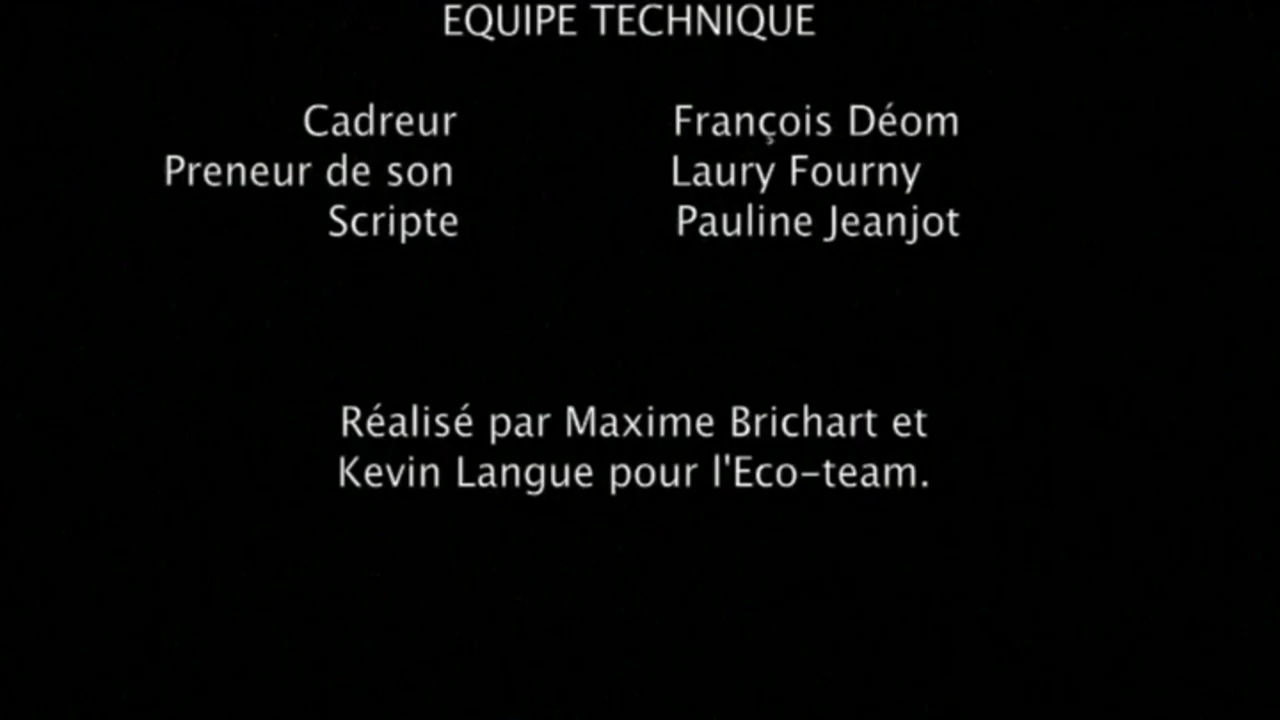 EQUIPE TECHNIQUE
Cadreur François Déom
Preneur de son Laury Fourny
Scripte Pauline Jeanjot
Réalisé par Maxime Brichart et
Kevin Langue pour l'Eco-team.